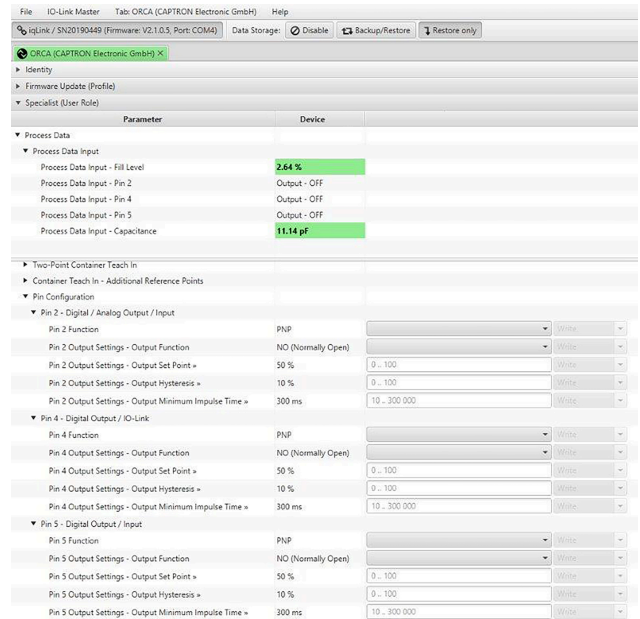 File IO-Link Master Tab: ORCA (CAPTRON Electronic GmbH) Help
iqLink / SN20190449 (Firmware: V2.1.0.5, Port: COM4) Data Storage: Disable Backup/Restore Restore only
ORCA (CAPTRON Electronic GmbH) ×
Identity
Firmware Update (Profile)
Specialist (User Role)
Parameter Device
Process Data
Process Data Input
Process Data Input - Fill Level 2.64 %
Process Data Input - Pin 2 Output - OFF
Process Data Input - Pin 4 Output - OFF
Process Data Input - Pin 5 Output - OFF
Process Data Input - Capacitance 11.14 pF
Two-Point Container Teach In
Container Teach In - Additional Reference Points
Pin Configuration
Pin 2 - Digital / Analog Output / Input
Pin 2 Function PNP Write
Pin 2 Output Settings - Output Function NO (Normally Open) Write
Pin 2 Output Settings - Output Set Point » 50 % 0 .. 100 Write
Pin 2 Output Settings - Output Hysteresis » 10 % 0 .. 100 Write
Pin 2 Output Settings - Output Minimum Impulse Time » 300 ms 10 .. 300 000 Write
Pin 4 - Digital Output / IO-Link
Pin 4 Function PNP Write
Pin 4 Output Settings - Output Function NO (Normally Open) Write
Pin 4 Output Settings - Output Set Point » 50 % 0 .. 100 Write
Pin 4 Output Settings - Output Hysteresis » 10 % 0 .. 100 Write
Pin 4 Output Settings - Output Minimum Impulse Time » 300 ms 10 .. 300 000 Write
Pin 5 - Digital Output / Input
Pin 5 Function PNP Write
Pin 5 Output Settings - Output Function NO (Normally Open) Write
Pin 5 Output Settings - Output Set Point » 50 % 0 .. 100 Write
Pin 5 Output Settings - Output Hysteresis » 10 % 0 .. 100 Write
Pin 5 Output Settings - Output Minimum Impulse Time » 300 ms 10 .. 300 000 Write